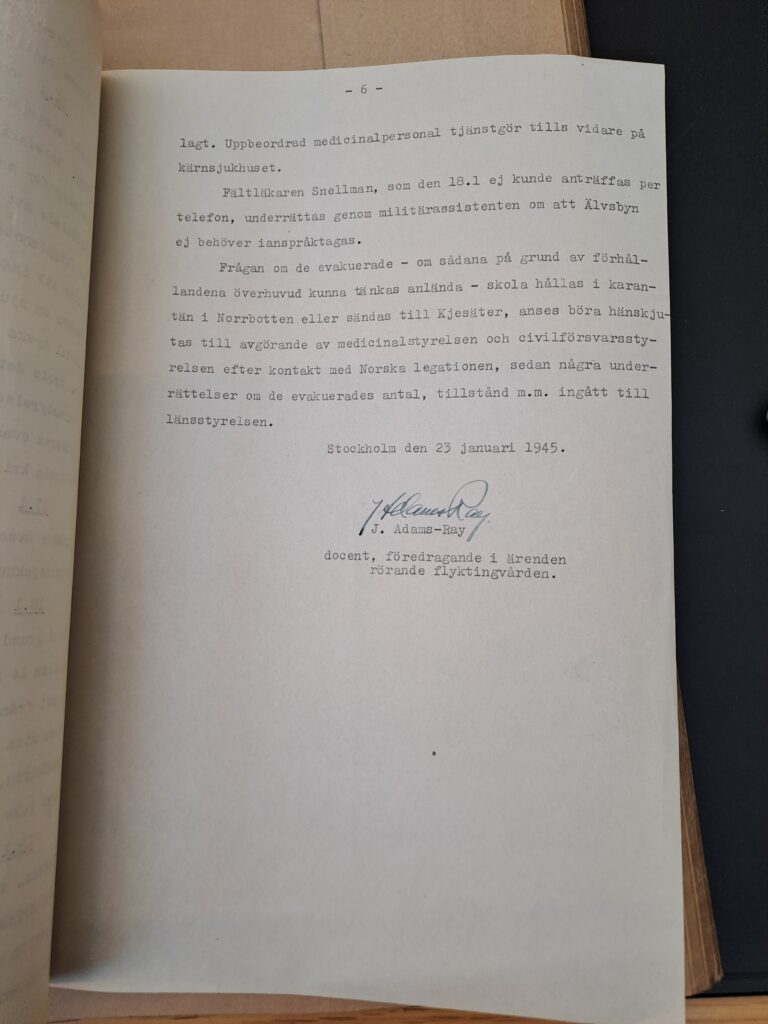 - 6 -
lagt. Uppbeordrad medicinalpersonal tjänstgör tills vidare på
kärnsjukhuset.
Fältläkaren Snellman, som den 18.1 ej kunde anträffas per
telefon, underrättas genom militärassistenten om att Älvsbyn
ej behöver ianspråktagas.
Frågan om de evakuerade - om sådana på grund av förhål-
landena överhuvud kunna tänkas anlända - skola hållas i karan-
tän i Norrbotten eller sändas till Kjesäter, anses böra hänskju-
tas till avgörande av medicinalstyrelsen och civilförsvarssty-
relsen efter kontakt med Norska legationen, sedan några under-
rättelser om de evakuerades antal, tillstånd m.m. ingått till
länsstyrelsen.
Stockholm den 23 januari 1945.
J Adams-Ray
J. Adams-Ray
docent, föredragande i ärenden
rörande flyktingvården.